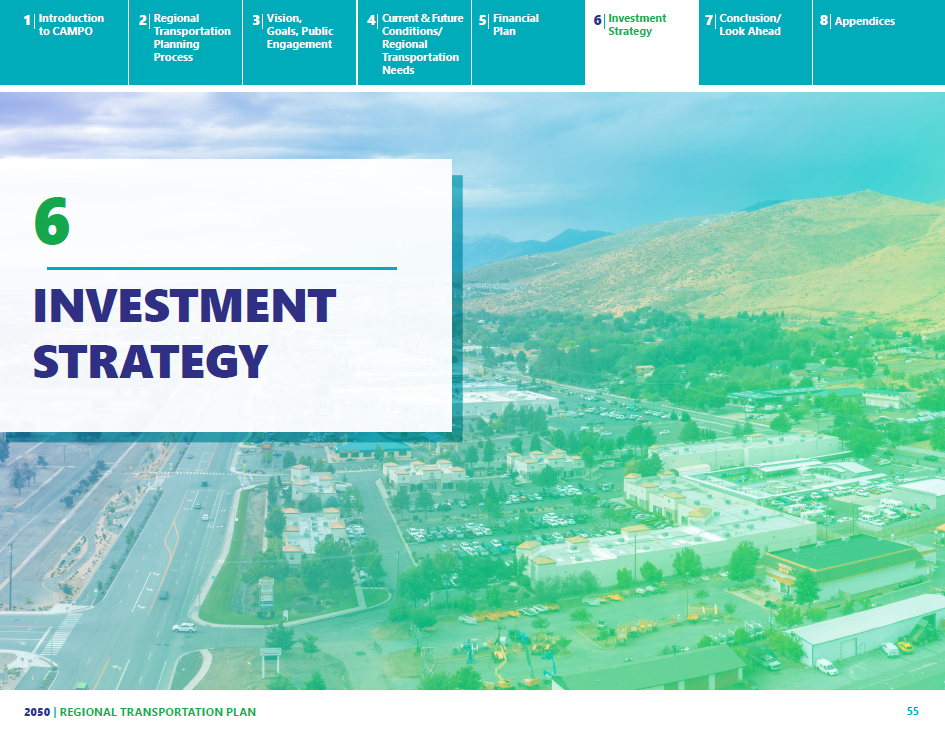 1 | Introduction
to CAMPO
2 | Regional
Transportation
Planning
Process
3 | Vision,
Goals, Public
Engagement
4 | Current & Future
Conditions/
Regional
Transportation
Needs
5 | Financial
Plan
6 | Investment
Strategy
7 | Conclusion/
Look Ahead
8 | Appendices
6
INVESTMENT
STRATEGY
2050 | REGIONAL TRANSPORTATION PLAN
55